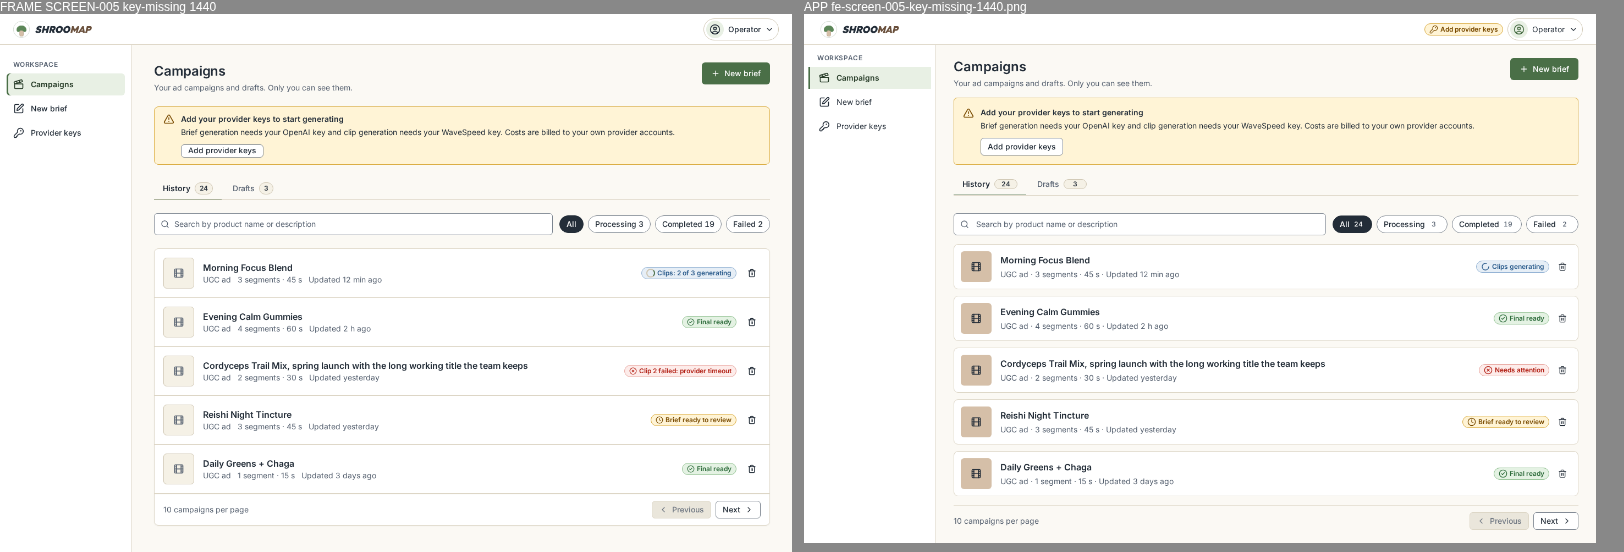 FRAME SCREEN-005 key-missing 1440
SHROOMAP
Operator
WORKSPACE
Campaigns
New brief
Provider keys
Campaigns
Your ad campaigns and drafts. Only you can see them.
New brief
Add your provider keys to start generating
Brief generation needs your OpenAI key and clip generation needs your WaveSpeed key. Costs are billed to your own provider accounts.
Add provider keys
History 24 Drafts 3
Search by product name or description
All Processing 3 Completed 19 Failed 2
Morning Focus Blend
UGC ad 3 segments · 45 s Updated 12 min ago
Clips: 2 of 3 generating
Evening Calm Gummies
UGC ad 4 segments · 60 s Updated 2 h ago
Final ready
Cordyceps Trail Mix, spring launch with the long working title the team keeps
UGC ad 2 segments · 30 s Updated yesterday
Clip 2 failed: provider timeout
Reishi Night Tincture
UGC ad 3 segments · 45 s Updated yesterday
Brief ready to review
Daily Greens + Chaga
UGC ad 1 segment · 15 s Updated 3 days ago
Final ready
10 campaigns per page
Previous Next
APP fe-screen-005-key-missing-1440.png
SHROOMAP
Add provider keys
Operator
WORKSPACE
Campaigns
New brief
Provider keys
Campaigns
Your ad campaigns and drafts. Only you can see them.
New brief
Add your provider keys to start generating
Brief generation needs your OpenAI key and clip generation needs your WaveSpeed key. Costs are billed to your own provider accounts.
Add provider keys
History 24 Drafts 3
Search by product name or description
All 24 Processing 3 Completed 19 Failed 2
Morning Focus Blend
UGC ad · 3 segments · 45 s · Updated 12 min ago
Clips generating
Evening Calm Gummies
UGC ad · 4 segments · 60 s · Updated 2 h ago
Final ready
Cordyceps Trail Mix, spring launch with the long working title the team keeps
UGC ad · 2 segments · 30 s · Updated yesterday
Needs attention
Reishi Night Tincture
UGC ad · 3 segments · 45 s · Updated yesterday
Brief ready to review
Daily Greens + Chaga
UGC ad · 1 segment · 15 s · Updated 3 days ago
Final ready
10 campaigns per page
Previous Next